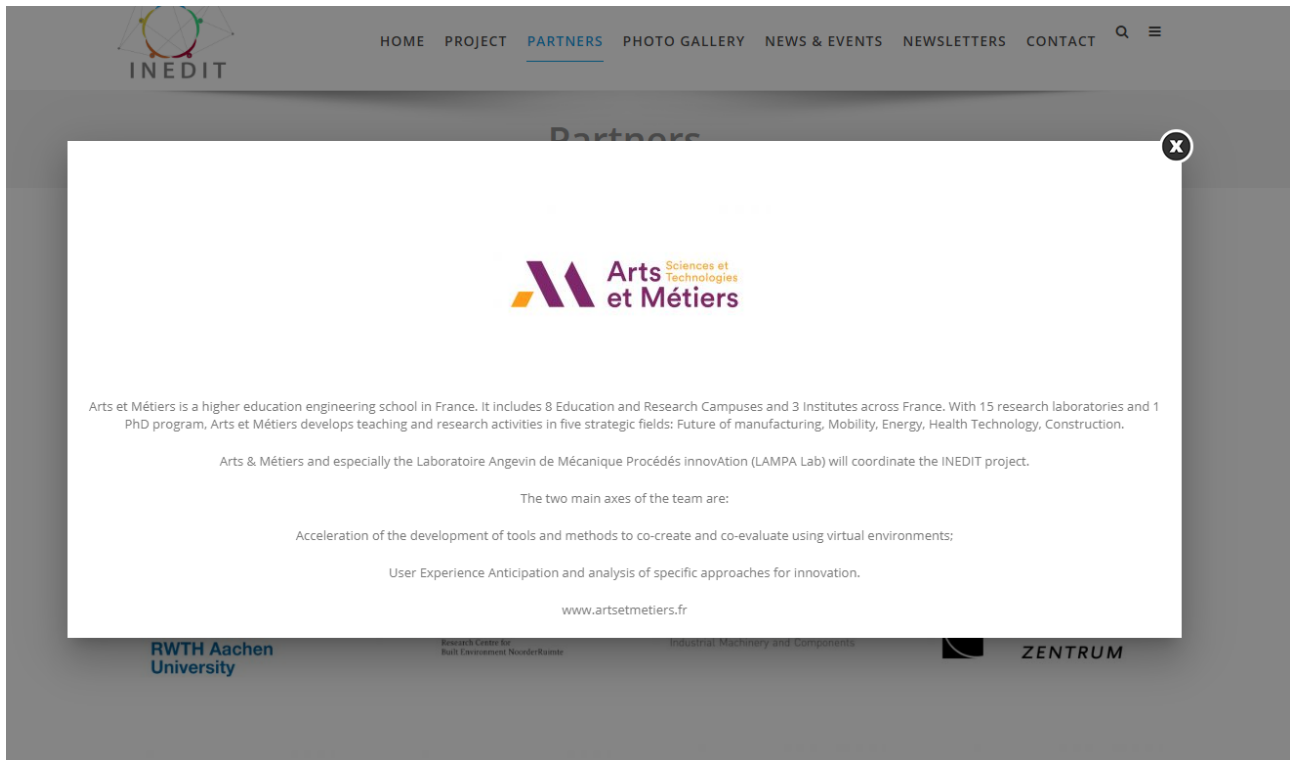 INEDIT
HOME PROJECT PARTNERS PHOTO GALLERY NEWS & EVENTS NEWSLETTERS CONTACT
Partners
X
Arts Sciences et
Technologies
et Métiers
Arts et Métiers is a higher education engineering school in France. It includes 8 Education and Research Campuses and 3 Institutes across France. With 15 research laboratories and 1
PhD program, Arts et Métiers develops teaching and research activities in five strategic fields: Future of manufacturing, Mobility, Energy, Health Technology, Construction.
Arts & Métiers and especially the Laboratoire Angevin de Mécanique Procédés innovAtion (LAMPA Lab) will coordinate the INEDIT project.
The two main axes of the team are:
Acceleration of the development of tools and methods to co-create and co-evaluate using virtual environments;
User Experience Anticipation and analysis of specific approaches for innovation.
www.artsetmetiers.fr
RWTH Aachen
University
Research Centre for
Built Environment NoorderRuimte
Industrial Machinery and Components
ZENTRUM